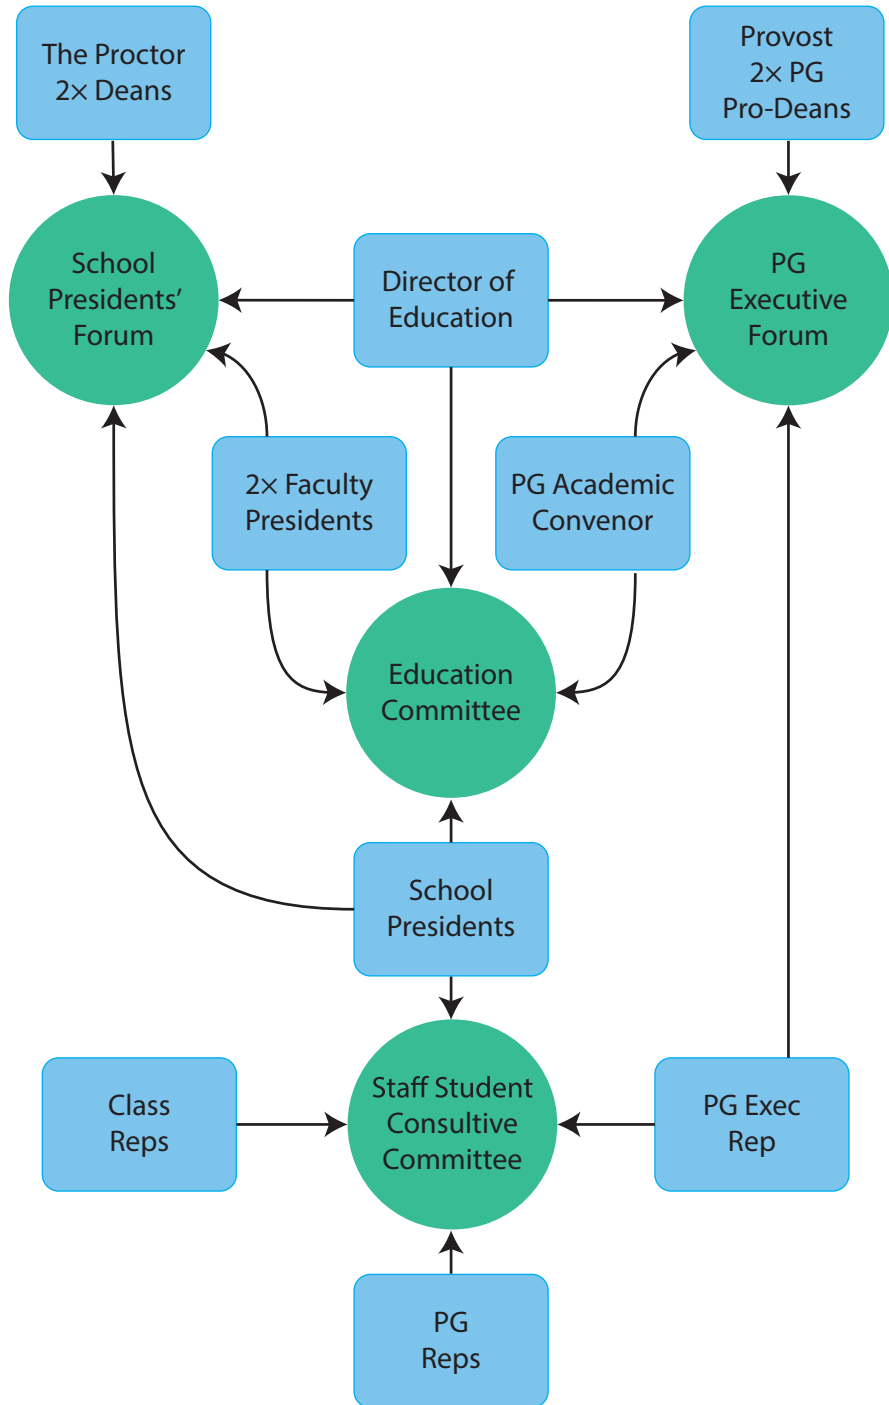 The Proctor
2× Deans
Provost
2× PG
Pro-Deans
School
Presidents’
Forum
Director of
Education
PG
Executive
Forum
2× Faculty
Presidents
PG Academic
Convenor
Education
Committee
School
Presidents
Class
Reps
Staff Student
Consultive
Committee
PG Exec
Rep
PG
Reps